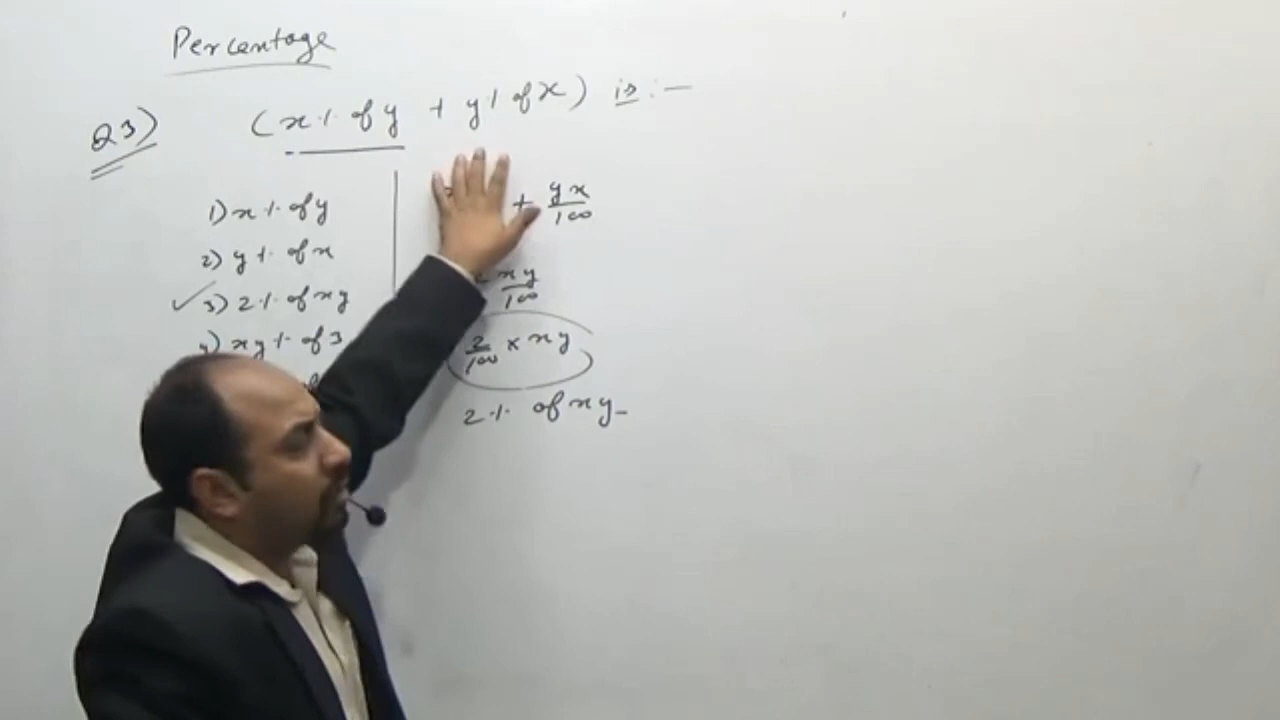 Percentage
Q3) (x% of y + y% of x) is :-
1) x% of y
2) y% of x
3) 2% of xy
4) xy% of 3
+ yx/100
xy/100
2/100 × xy
2% of xy